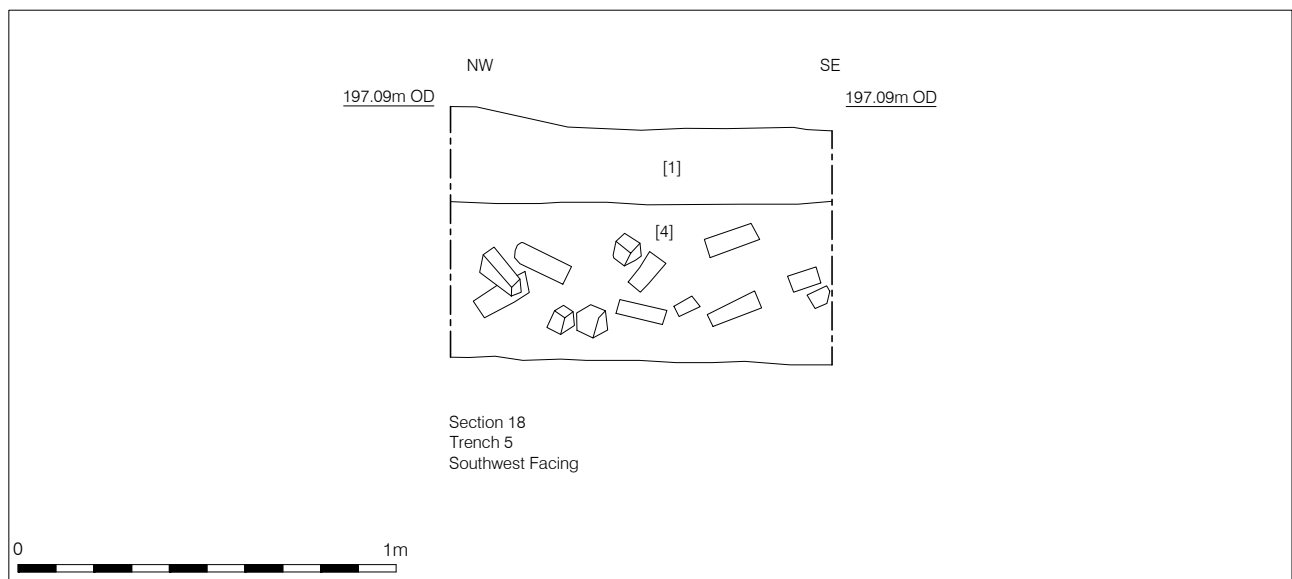 NW SE
197.09m OD 197.09m OD
[1]
[4]
Section 18
Trench 5
Southwest Facing
0 1m